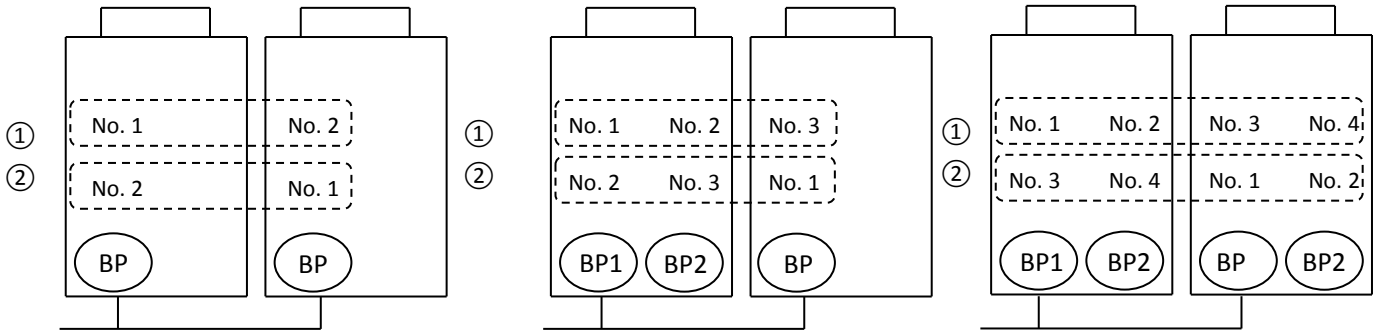 ① No. 1 No. 2
② No. 2 No. 1
BP BP
① No. 1 No. 2 No. 3
② No. 2 No. 3 No. 1
BP1 BP2 BP
① No. 1 No. 2 No. 3 No. 4
② No. 3 No. 4 No. 1 No. 2
BP1 BP2 BP BP2